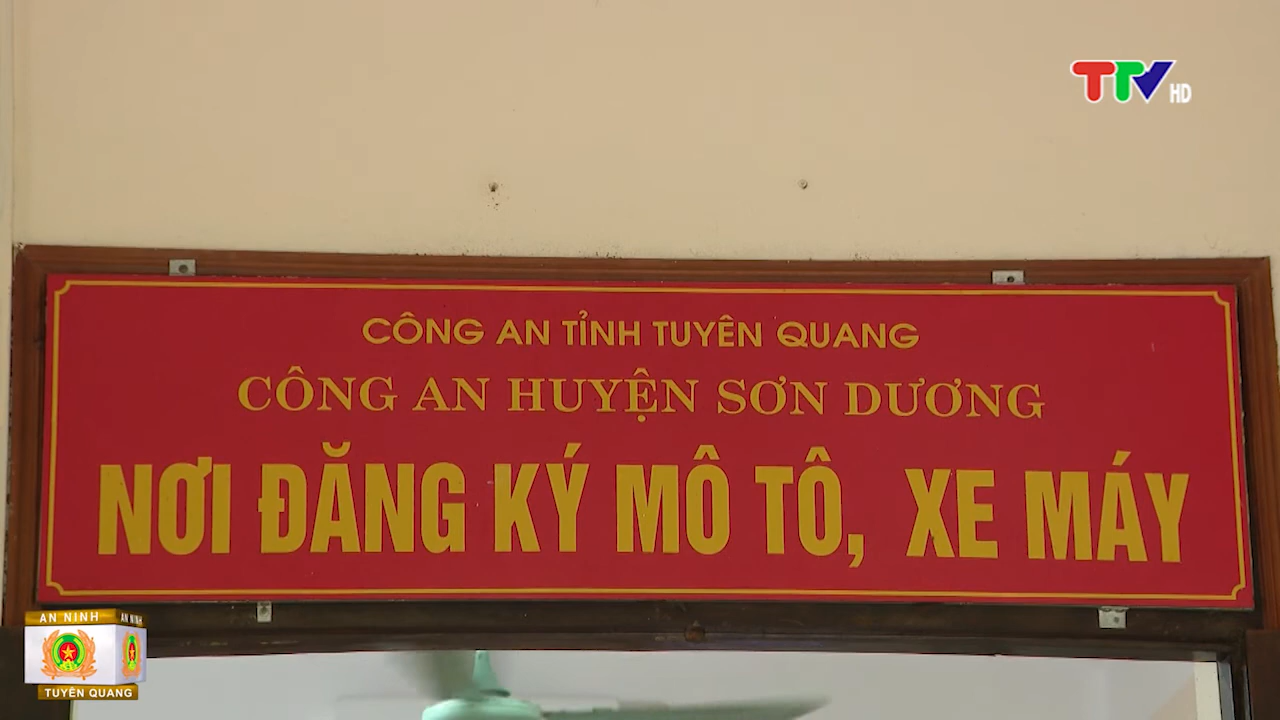 TTV HD
CÔNG AN TỈNH TUYÊN QUANG
CÔNG AN HUYỆN SƠN DƯƠNG
NƠI ĐĂNG KÝ MÔ TÔ, XE MÁY
AN NINH AN NINH
TUYÊN QUANG